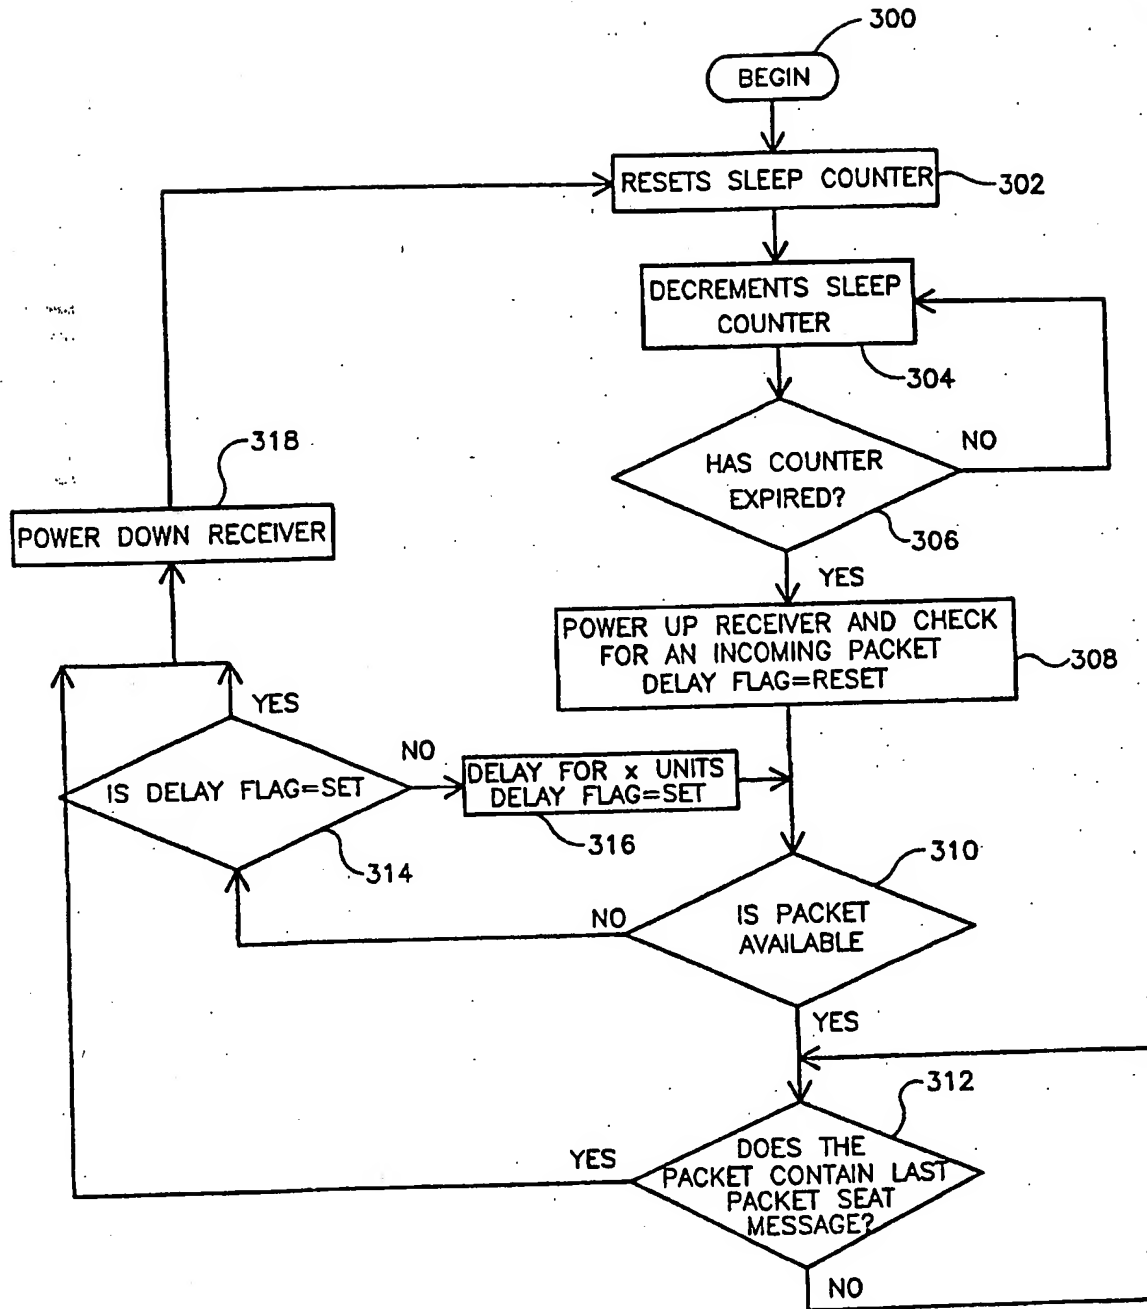 300
BEGIN
RESETS SLEEP COUNTER
302
DECREMENTS SLEEP
COUNTER
304
HAS COUNTER
EXPIRED?
NO
306
YES
318
POWER DOWN RECEIVER
POWER UP RECEIVER AND CHECK
FOR AN INCOMING PACKET
DELAY FLAG=RESET
308
YES
IS DELAY FLAG=SET
NO
314
DELAY FOR x UNITS
DELAY FLAG=SET
316
310
IS PACKET
AVAILABLE
NO
YES
312
DOES THE
PACKET CONTAIN LAST
PACKET SEAT
MESSAGE?
YES
NO